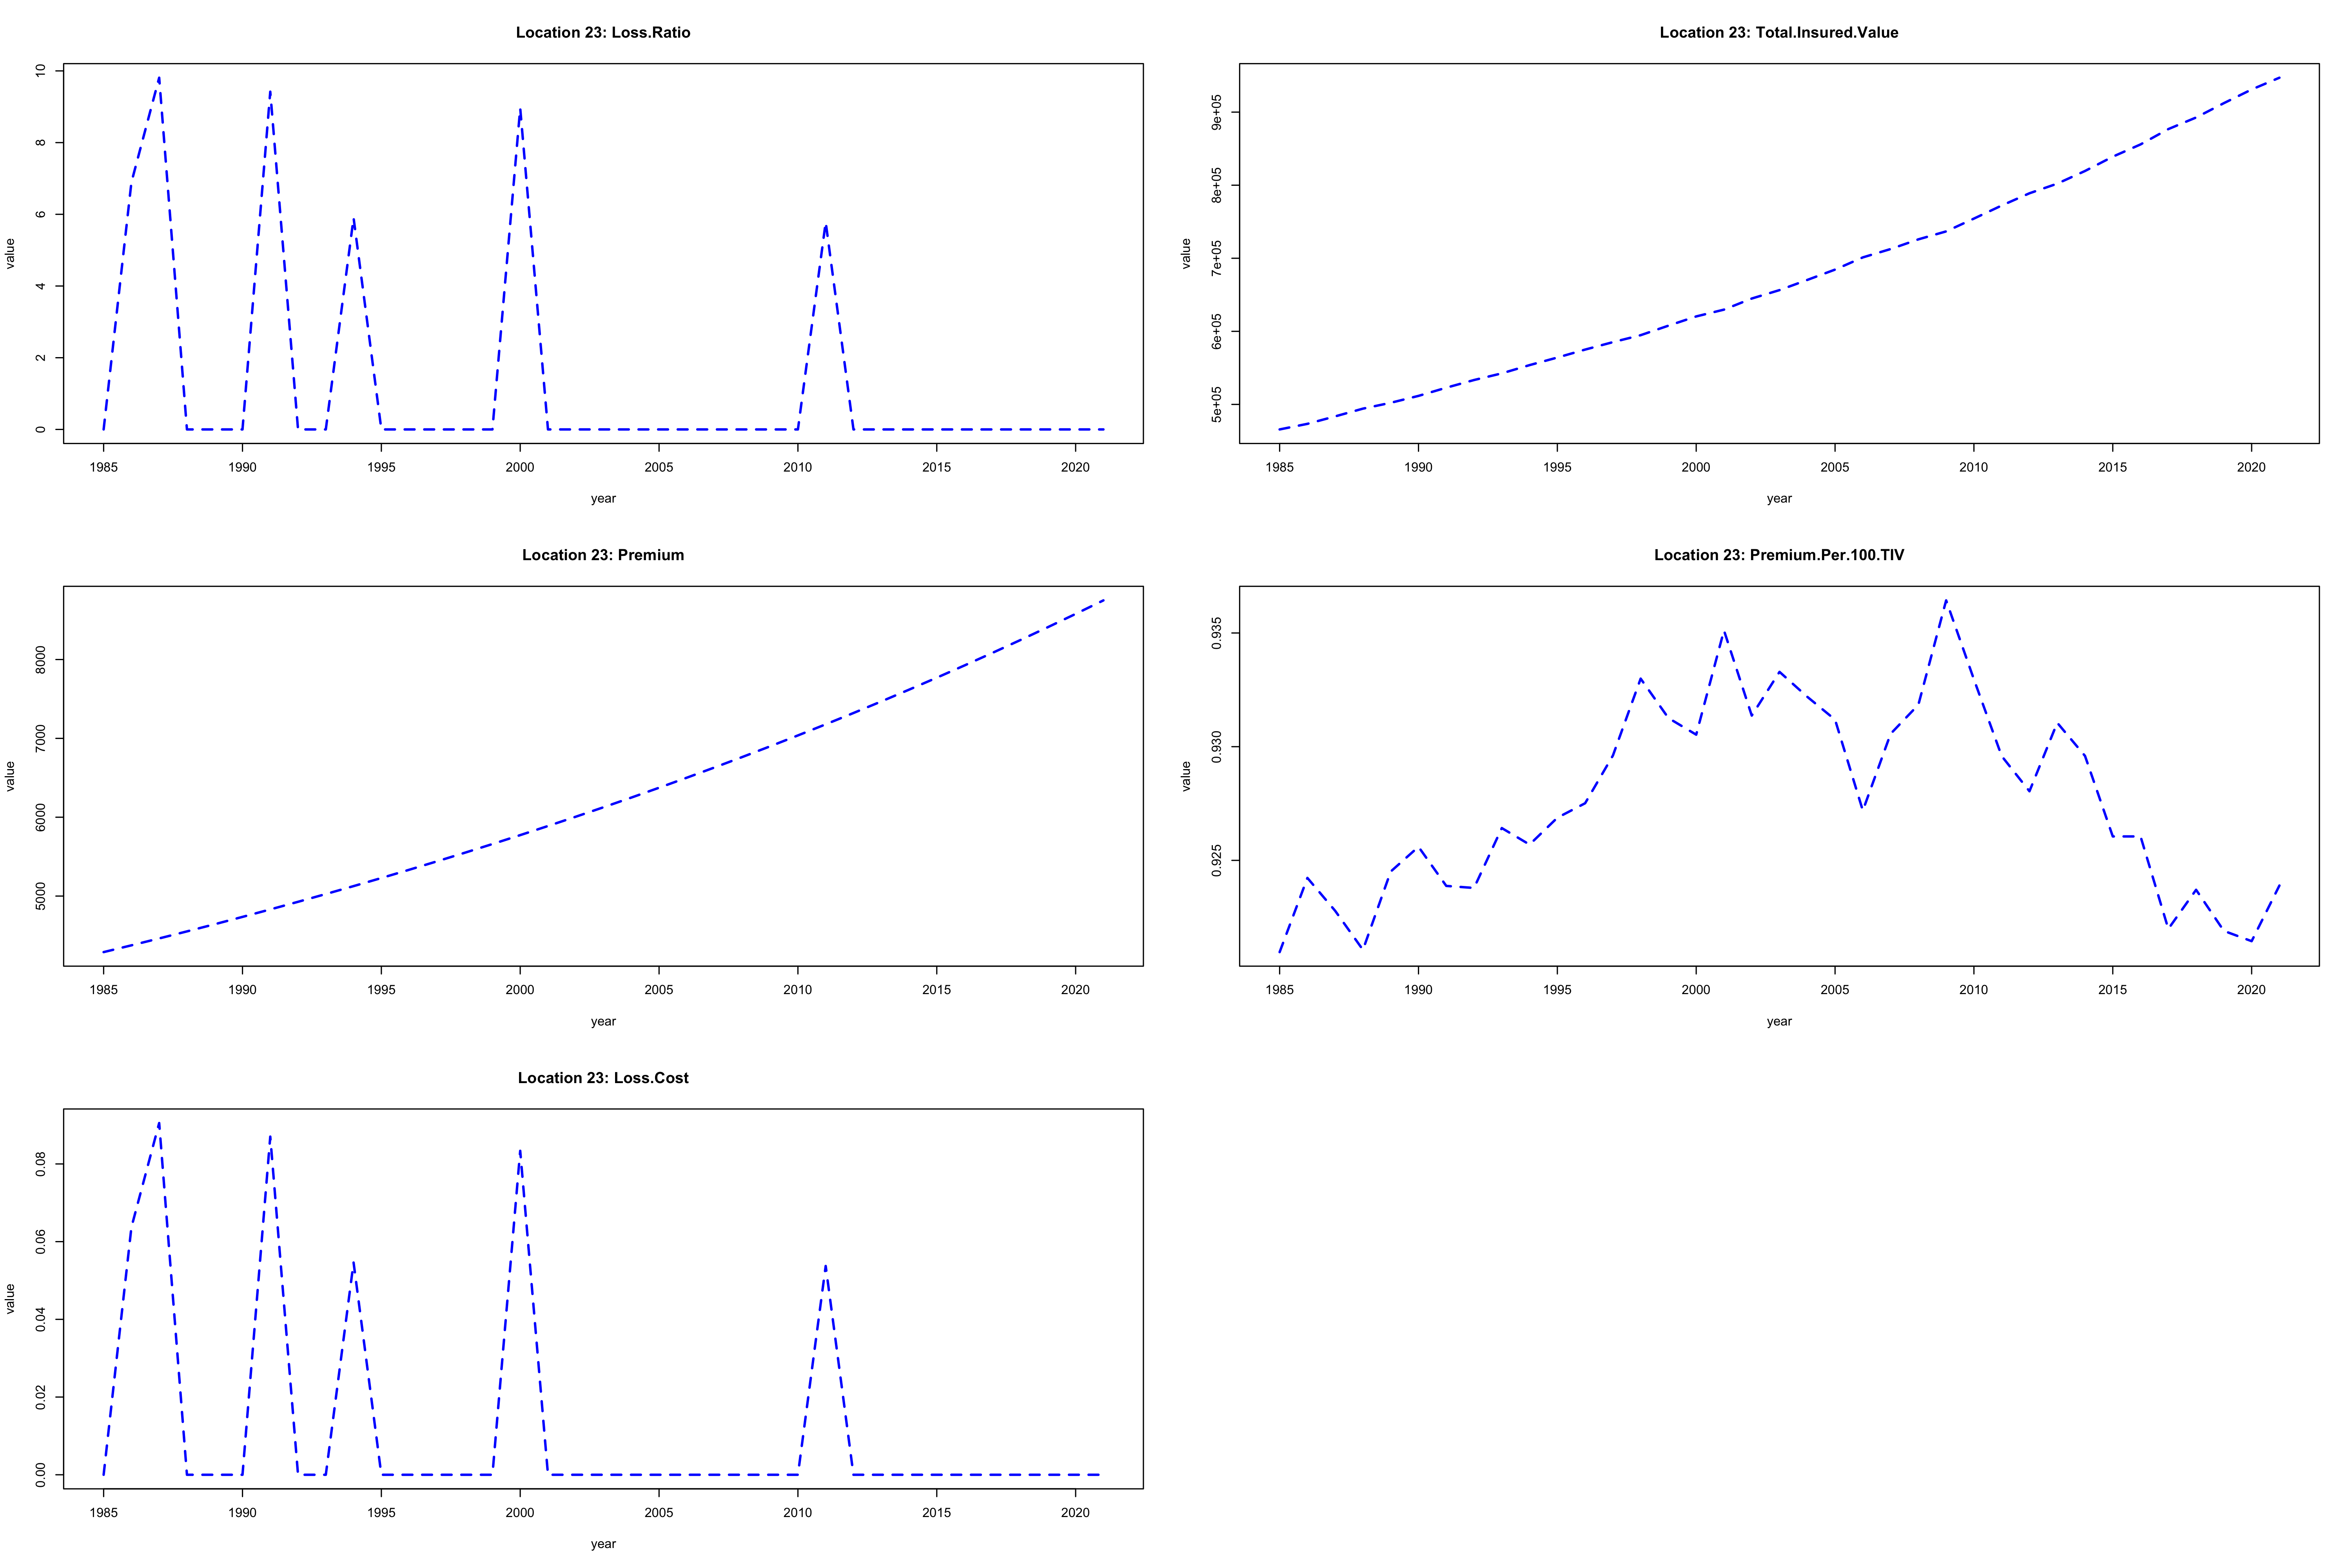 Location 23: Loss.Ratio
value
10
8
6
4
2
0
1985 1990 1995 2000 2005 2010 2015 2020
year
Location 23: Total.Insured.Value
value
9e+05
8e+05
7e+05
6e+05
5e+05
1985 1990 1995 2000 2005 2010 2015 2020
year
Location 23: Premium
value
8000
7000
6000
5000
1985 1990 1995 2000 2005 2010 2015 2020
year
Location 23: Premium.Per.100.TIV
value
0.935
0.930
0.925
1985 1990 1995 2000 2005 2010 2015 2020
year
Location 23: Loss.Cost
value
0.08
0.06
0.04
0.02
0.00
1985 1990 1995 2000 2005 2010 2015 2020
year